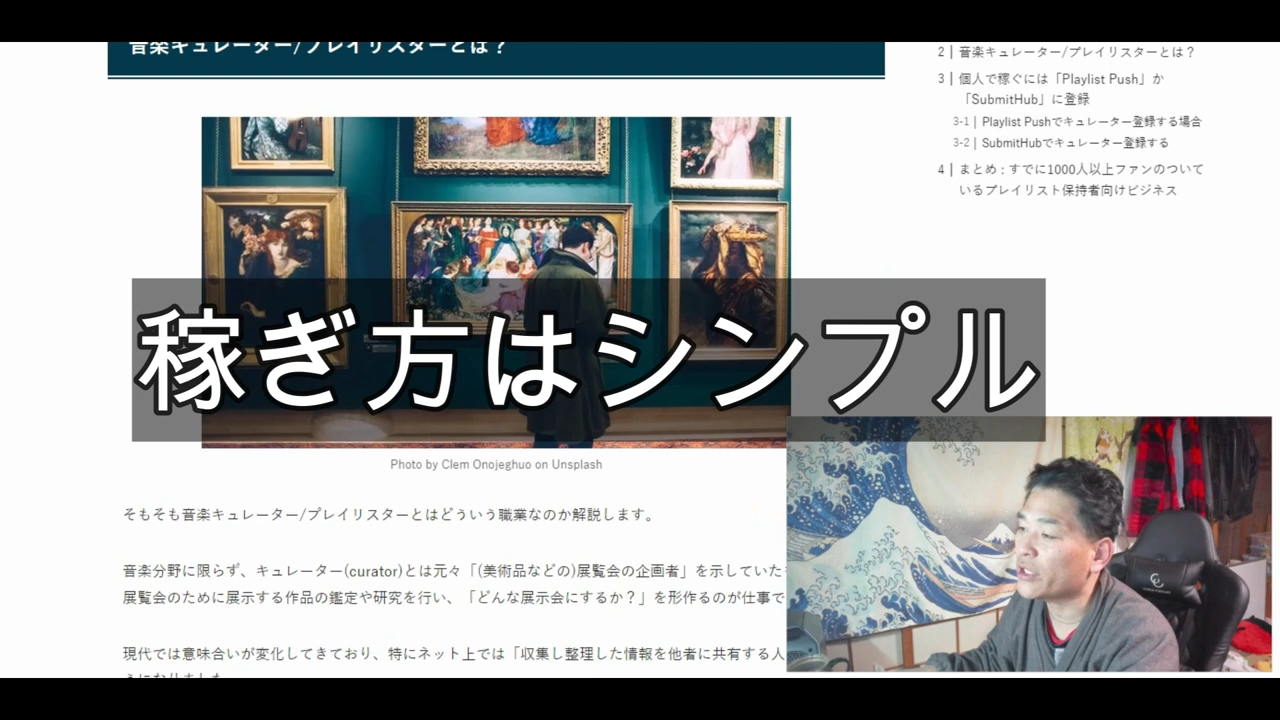 音楽キュレーター/プレイリスターとは？
2 音楽キュレーター/プレイリスターとは？
3 個人で稼ぐには「Playlist Push」か
「SubmitHub」に登録
3-1 Playlist Pushでキュレーター登録する場合
3-2 SubmitHubでキュレーター登録する
4 まとめ：すでに1000人以上ファンのついて
いるプレイリスト保持者向けビジネス
稼ぎ方はシンプル
Photo by Clem Onojeghuo on Unsplash
そもそも音楽キュレーター/プレイリスターとはどういう職業なのか解説します。
音楽分野に限らず、キュレーター(curator)とは元々「(美術品などの)展覧会の企画者」を示していた
展覧会のために展示する作品の鑑定や研究を行い、「どんな展示会にするか？」を形作るのが仕事で
現代では意味合いが変化してきており、特にネット上では「収集し整理した情報を他者に共有する人